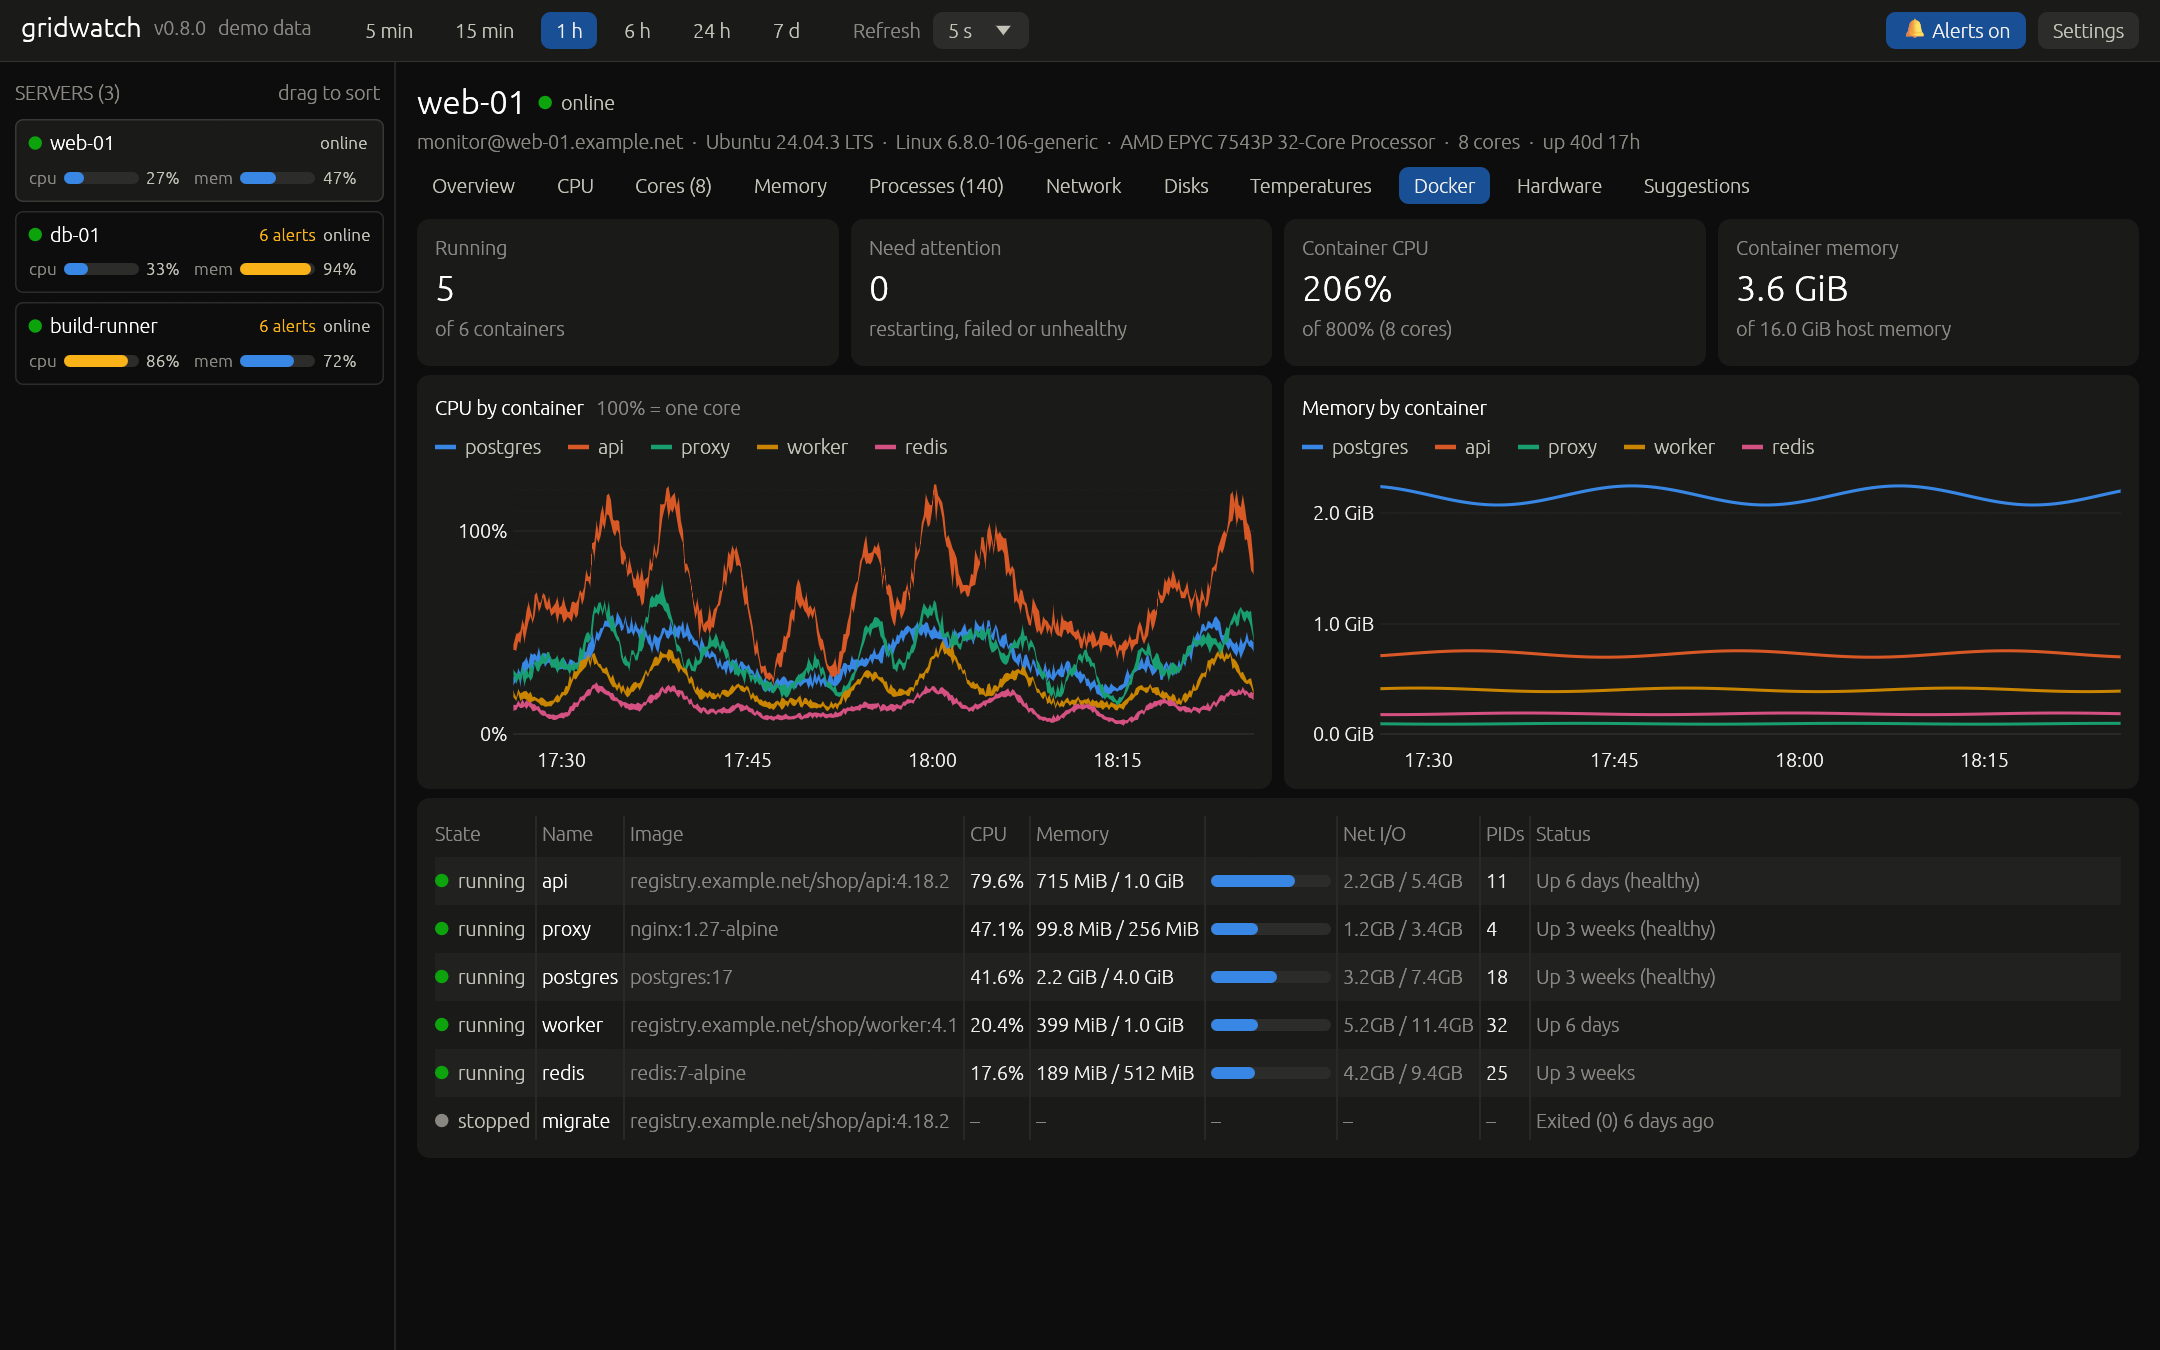 gridwatch v0.8.0 demo data 5 min 15 min 1 h 6 h 24 h 7 d Refresh 5 s Alerts on Settings
SERVERS (3) drag to sort
web-01 online
cpu 27% mem 47%
db-01 6 alerts online
cpu 33% mem 94%
build-runner 6 alerts online
cpu 86% mem 72%
web-01 online
monitor@web-01.example.net · Ubuntu 24.04.3 LTS · Linux 6.8.0-106-generic · AMD EPYC 7543P 32-Core Processor · 8 cores · up 40d 17h
Overview CPU Cores (8) Memory Processes (140) Network Disks Temperatures Docker Hardware Suggestions
Running
5
of 6 containers
Need attention
0
restarting, failed or unhealthy
Container CPU
206%
of 800% (8 cores)
Container memory
3.6 GiB
of 16.0 GiB host memory
CPU by container 100% = one core
postgres api proxy worker redis
100%
0%
17:30 17:45 18:00 18:15
Memory by container
postgres api proxy worker redis
2.0 GiB
1.0 GiB
0.0 GiB
17:30 17:45 18:00 18:15
State Name Image CPU Memory Net I/O PIDs Status
running api registry.example.net/shop/api:4.18.2 79.6% 715 MiB / 1.0 GiB 2.2GB / 5.4GB 11 Up 6 days (healthy)
running proxy nginx:1.27-alpine 47.1% 99.8 MiB / 256 MiB 1.2GB / 3.4GB 4 Up 3 weeks (healthy)
running postgres postgres:17 41.6% 2.2 GiB / 4.0 GiB 3.2GB / 7.4GB 18 Up 3 weeks (healthy)
running worker registry.example.net/shop/worker:4.1 20.4% 399 MiB / 1.0 GiB 5.2GB / 11.4GB 32 Up 6 days
running redis redis:7-alpine 17.6% 189 MiB / 512 MiB 4.2GB / 9.4GB 25 Up 3 weeks
stopped migrate registry.example.net/shop/api:4.18.2 – – – – – Exited (0) 6 days ago